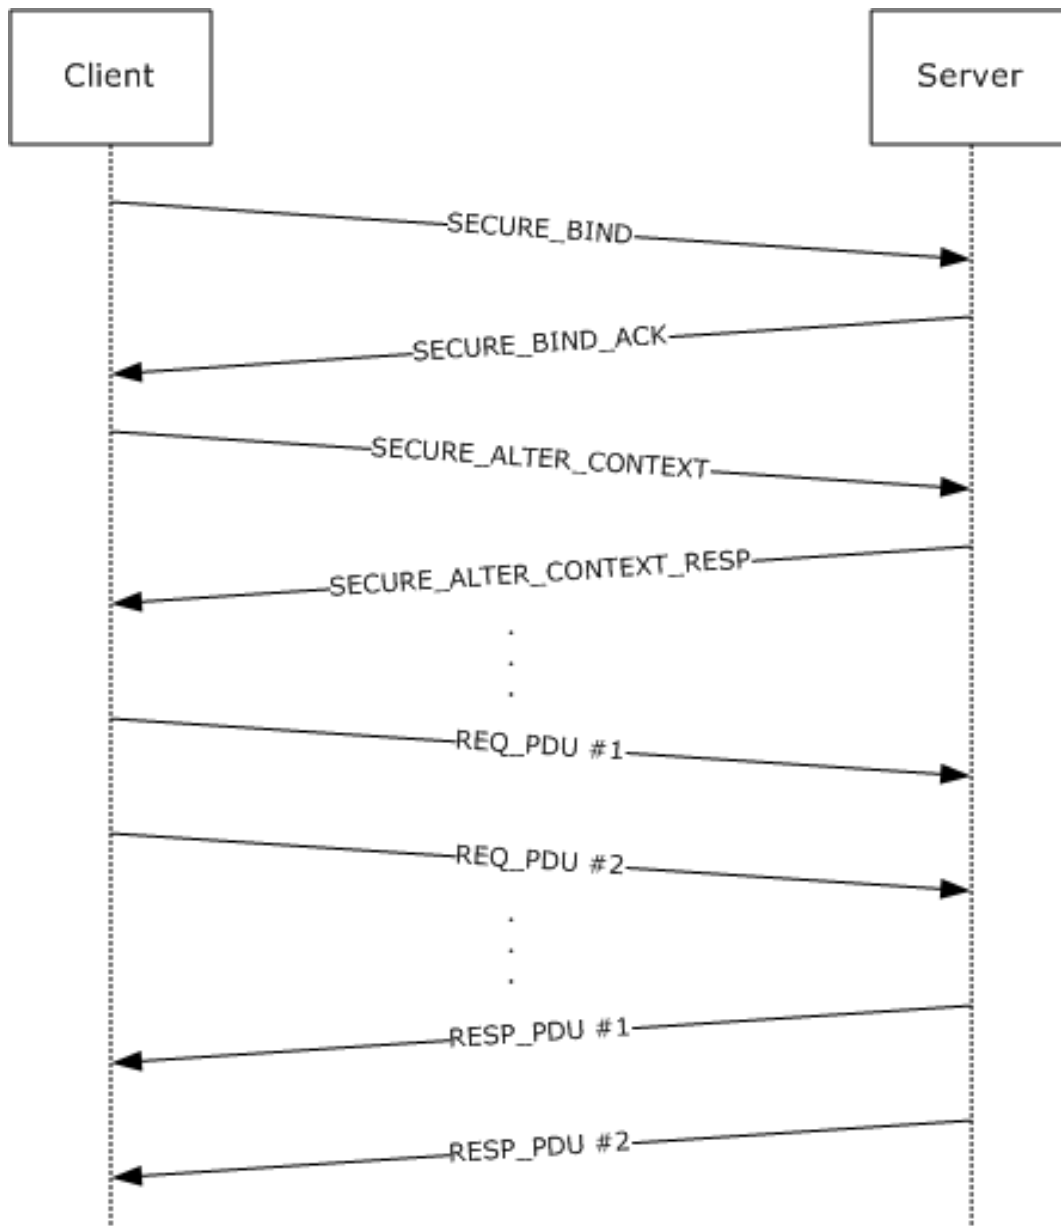 Client
Server
SECURE_BIND
SECURE_BIND_ACK
SECURE_ALTER_CONTEXT
SECURE_ALTER_CONTEXT_RESP
.
.
.
REQ_PDU #1
REQ_PDU #2
.
.
.
RESP_PDU #1
RESP_PDU #2